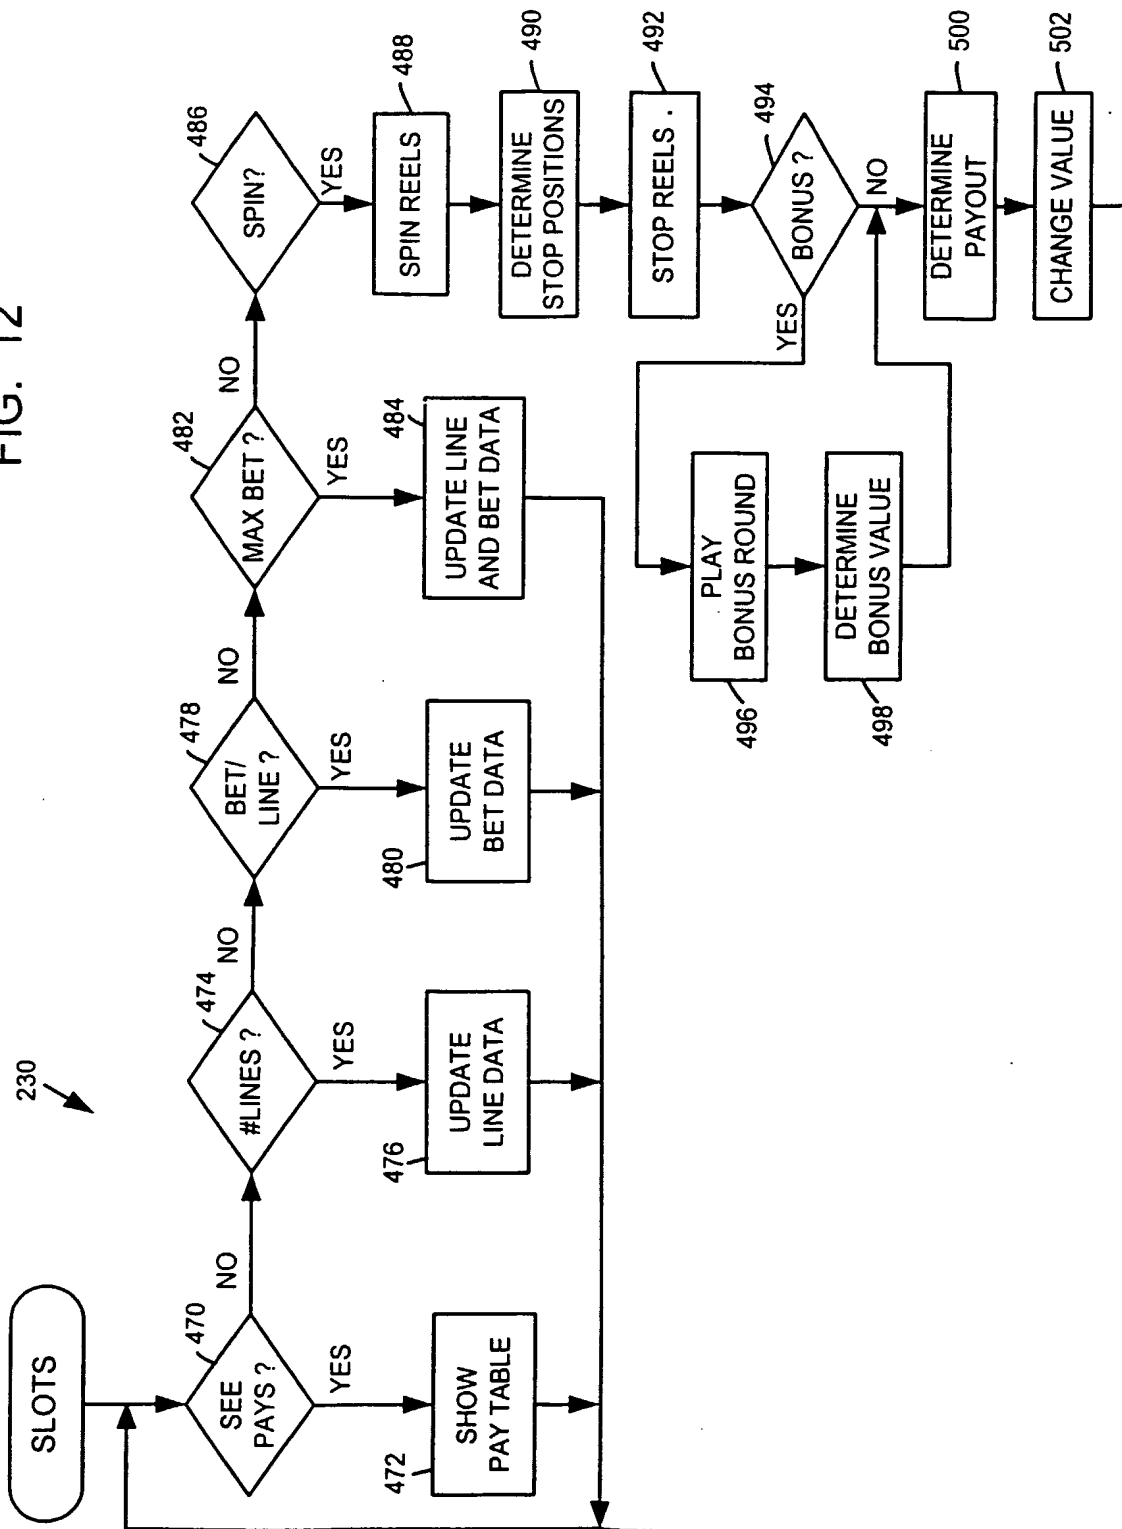 FIG. 12
230
SLOTS
470
SEE
PAYS ?
NO
YES
472
SHOW
PAY TABLE
474
#LINES ?
NO
YES
476
UPDATE
LINE DATA
478
BET/
LINE ?
NO
YES
480
UPDATE
BET DATA
482
MAX BET ?
NO
YES
484
UPDATE LINE
AND BET DATA
486
SPIN?
YES
488
SPIN REELS
490
DETERMINE
STOP POSITIONS
492
STOP REELS .
494
BONUS ?
YES
NO
496
PLAY
BONUS ROUND
498
DETERMINE
BONUS VALUE
500
DETERMINE
PAYOUT
502
CHANGE VALUE